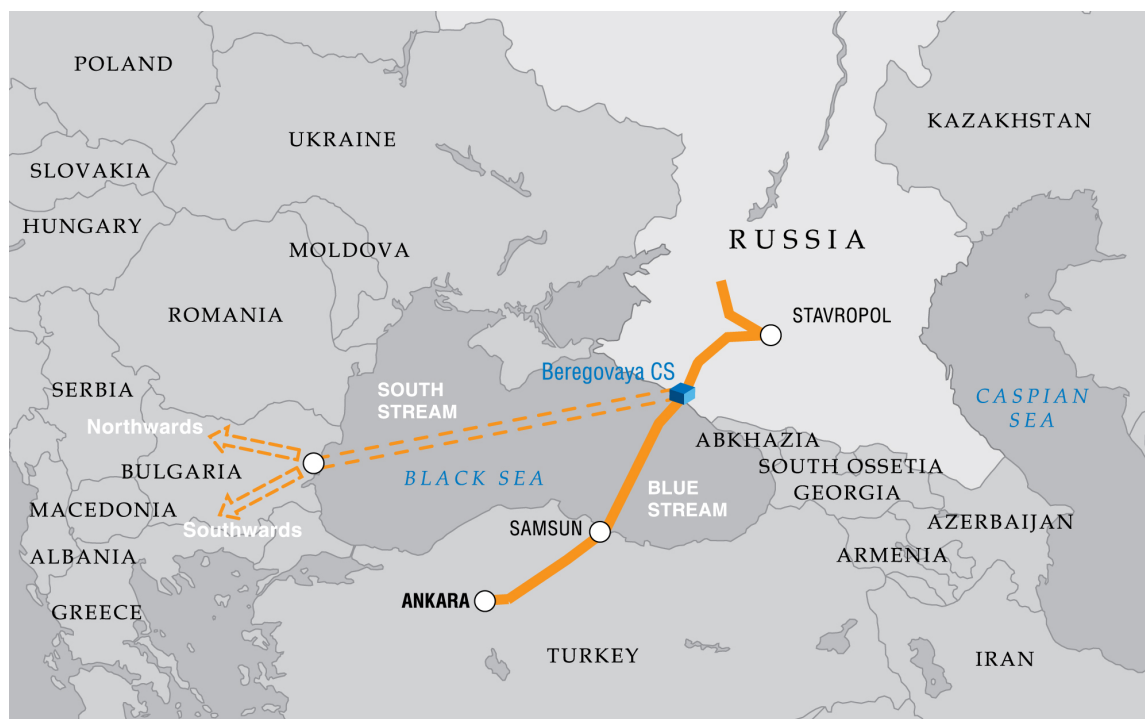 POLAND
KAZAKHSTAN
UKRAINE
SLOVAKIA
HUNGARY
RUSSIA
MOLDOVA
ROMANIA
STAVROPOL
Beregovaya CS
SERBIA
SOUTH
STREAM
CASPIAN
SEA
Northwards
ABKHAZIA
BULGARIA
SOUTH OSSETIA
BLACK SEA
BLUE
STREAM
GEORGIA
MACEDONIA
Southwards
SAMSUN
AZERBAIJAN
ALBANIA
ARMENIA
ANKARA
GREECE
TURKEY
IRAN